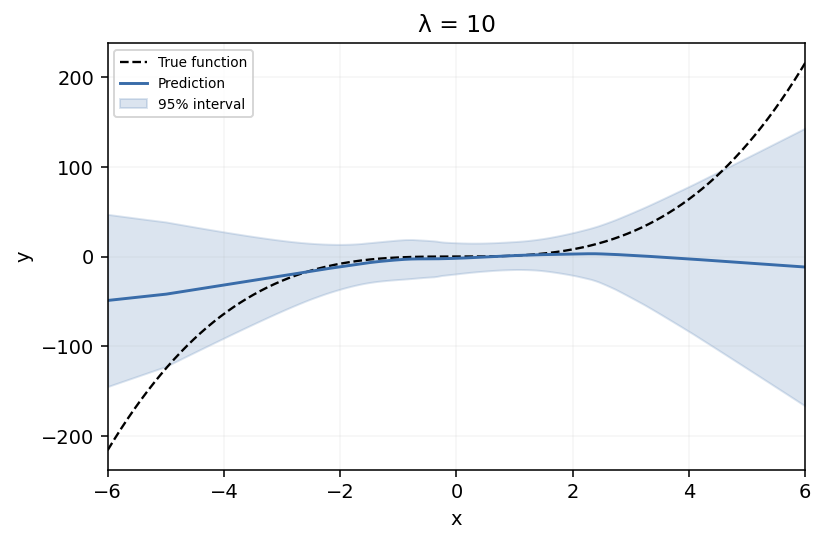 λ = 10
True function
Prediction
95% interval
y
200
100
0
−100
−200
−6 −4 −2 0 2 4 6
x